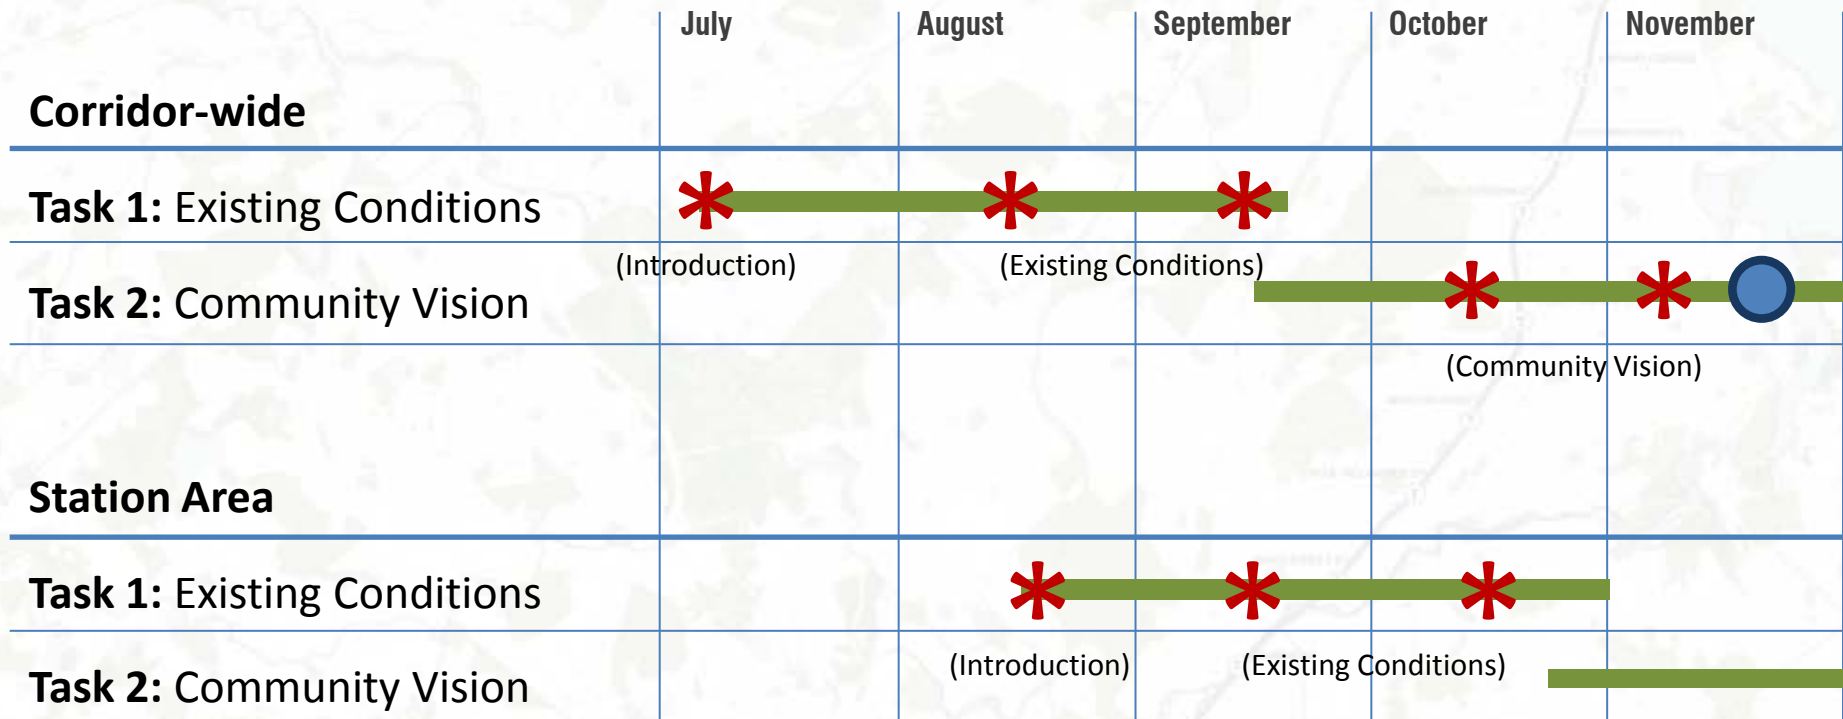 July August September October November
Corridor-wide
Task 1: Existing Conditions
(Introduction) (Existing Conditions)
Task 2: Community Vision
(Community Vision)
Station Area
Task 1: Existing Conditions
(Introduction) (Existing Conditions)
Task 2: Community Vision